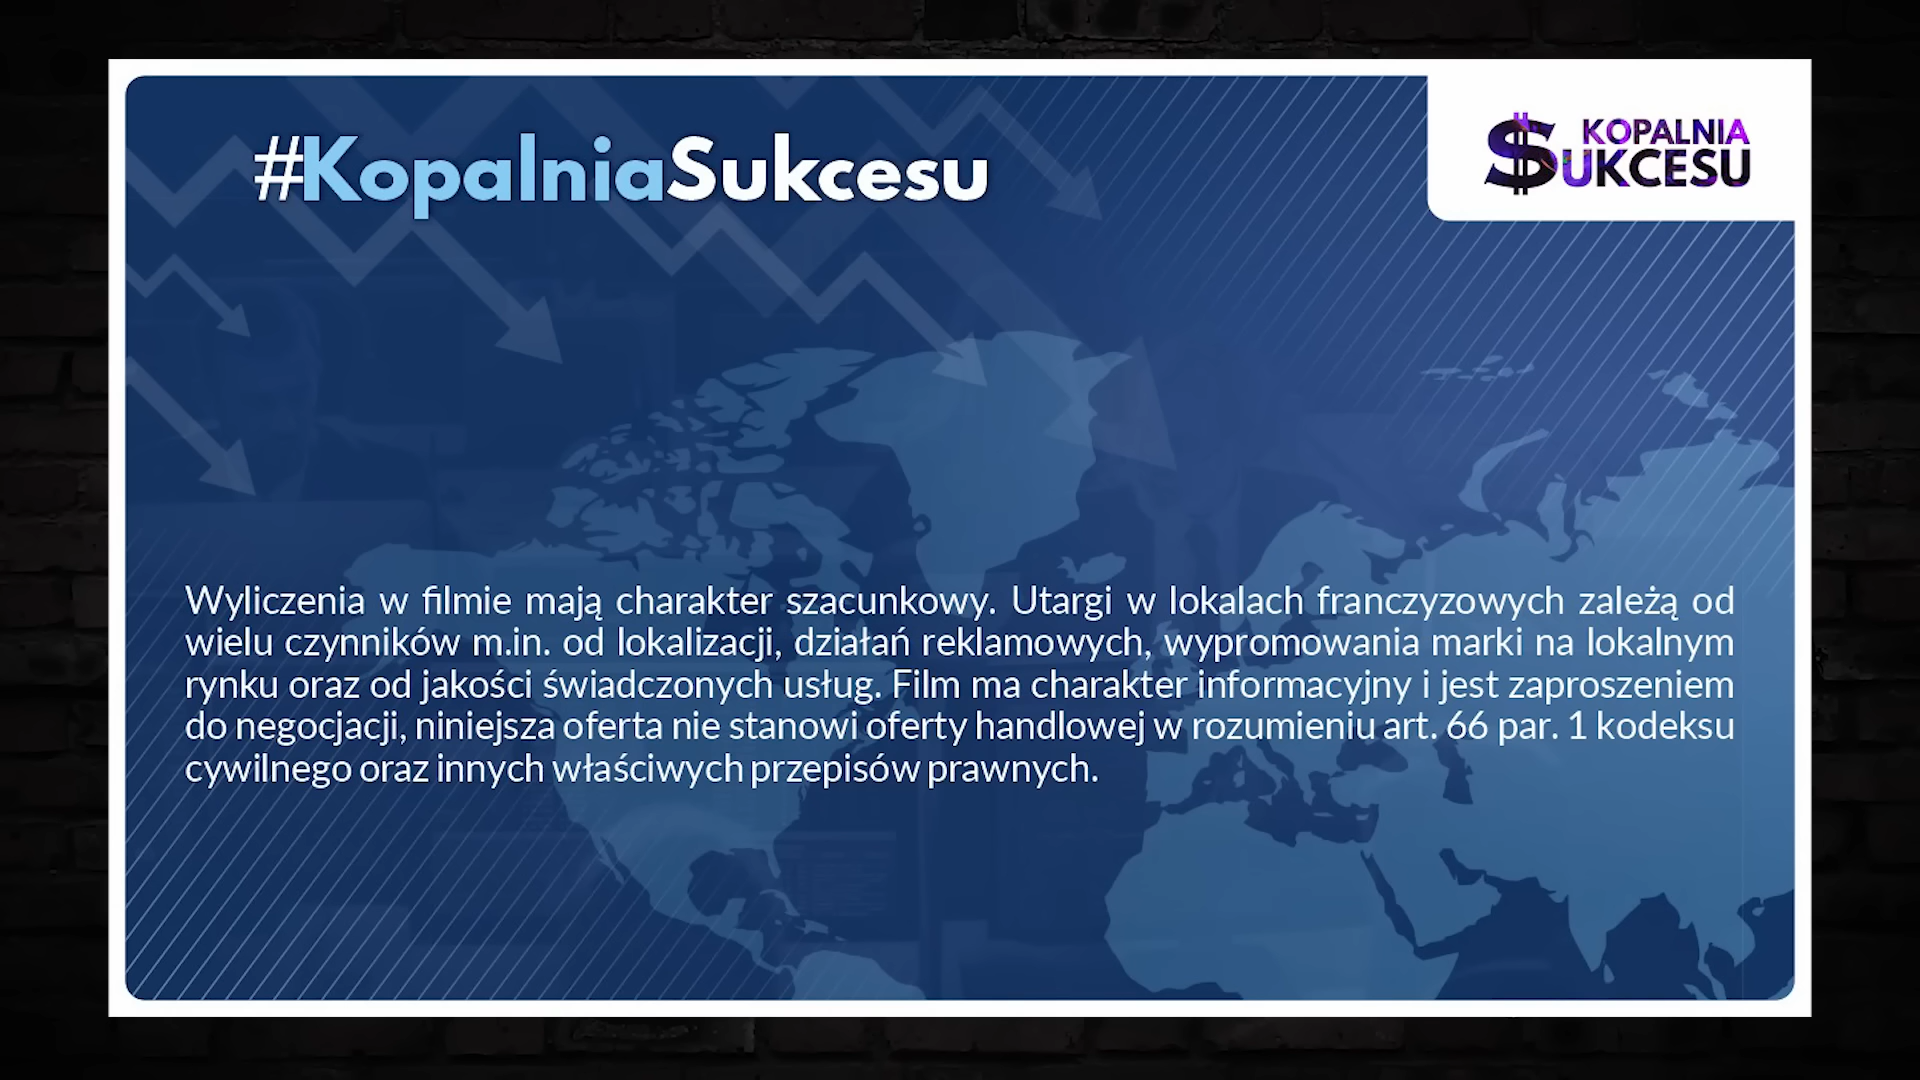 #KopalniaSukcesu
KOPALNIA
$UKCESU
Wyliczenia w filmie mają charakter szacunkowy. Utargi w lokalach franczyzowych zależą od
wielu czynników m.in. od lokalizacji, działań reklamowych, wypromowania marki na lokalnym
rynku oraz od jakości świadczonych usług. Film ma charakter informacyjny i jest zaproszeniem
do negocjacji, niniejsza oferta nie stanowi oferty handlowej w rozumieniu art. 66 par. 1 kodeksu
cywilnego oraz innych właściwych przepisów prawnych.